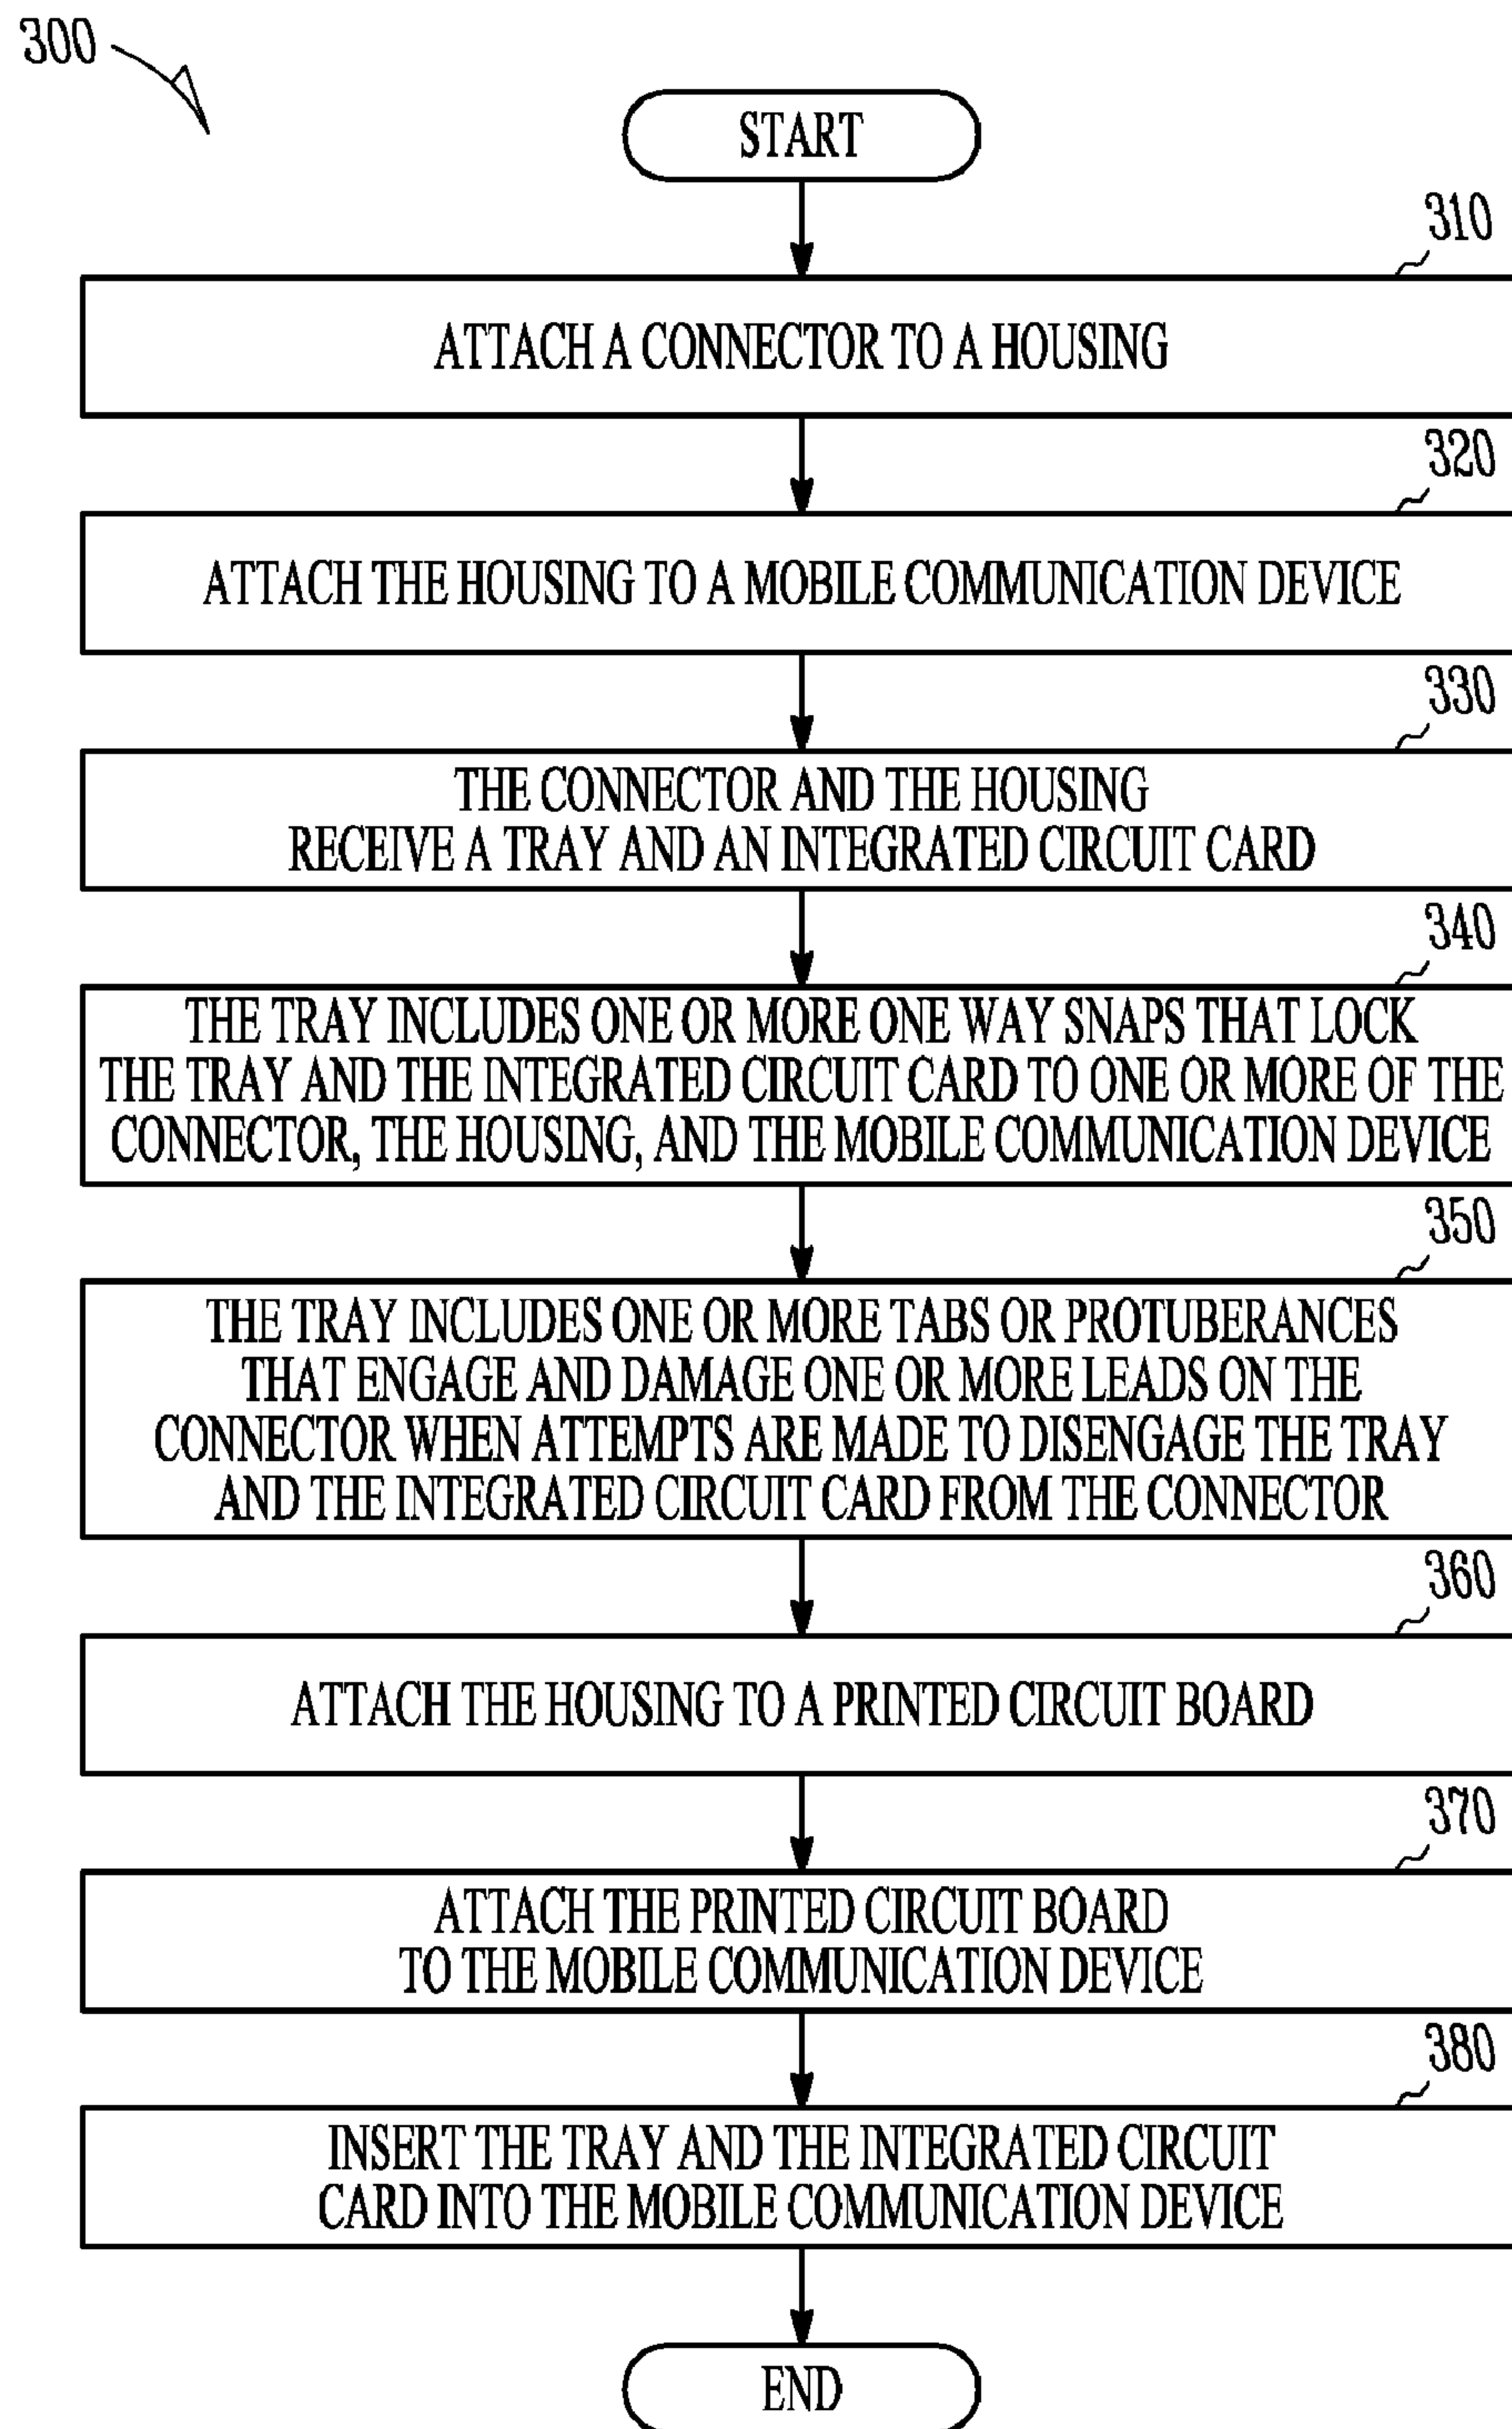 300
START
310
ATTACH A CONNECTOR TO A HOUSING
320
ATTACH THE HOUSING TO A MOBILE COMMUNICATION DEVICE
330
THE CONNECTOR AND THE HOUSING
RECEIVE A TRAY AND AN INTEGRATED CIRCUIT CARD
340
THE TRAY INCLUDES ONE OR MORE ONE WAY SNAPS THAT LOCK
THE TRAY AND THE INTEGRATED CIRCUIT CARD TO ONE OR MORE OF THE
CONNECTOR, THE HOUSING, AND THE MOBILE COMMUNICATION DEVICE
350
THE TRAY INCLUDES ONE OR MORE TABS OR PROTUBERANCES
THAT ENGAGE AND DAMAGE ONE OR MORE LEADS ON THE
CONNECTOR WHEN ATTEMPTS ARE MADE TO DISENGAGE THE TRAY
AND THE INTEGRATED CIRCUIT CARD FROM THE CONNECTOR
360
ATTACH THE HOUSING TO A PRINTED CIRCUIT BOARD
370
ATTACH THE PRINTED CIRCUIT BOARD
TO THE MOBILE COMMUNICATION DEVICE
380
INSERT THE TRAY AND THE INTEGRATED CIRCUIT
CARD INTO THE MOBILE COMMUNICATION DEVICE
END